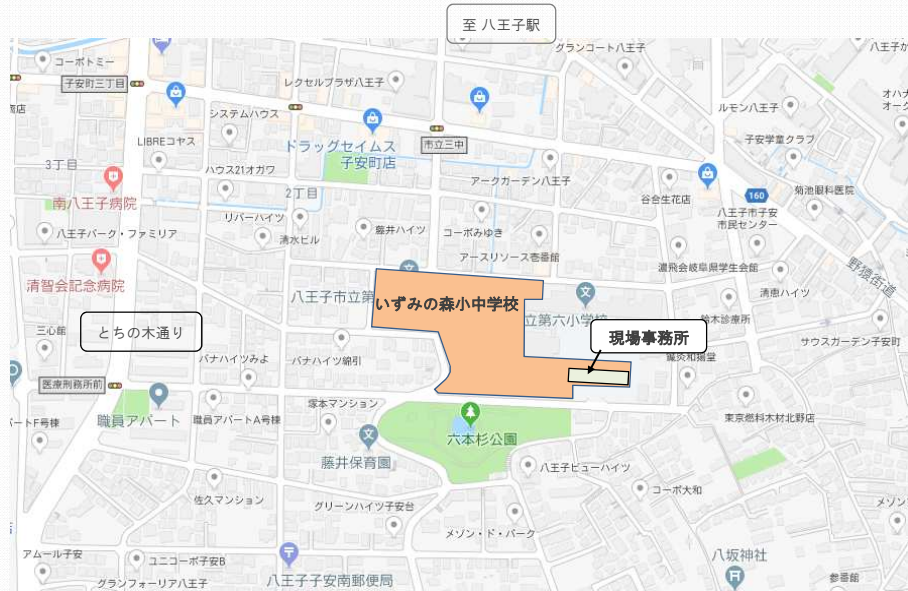 至 八王子駅
グランコート八王子
コーポトミー
子安町三丁目
レクセルプラザ八王子
システムハウス
ルモン八王子
LIBREコヤス
ドラッグセイムス
子安町店
市立三中
子安学童クラブ
3丁目
ハウス21オガワ
アークガーデン八王子
160
菊池眼科医院
南八王子病院
2丁目
谷合生花店
リバーハイツ
八王子市子安
市民センター
八王子パーク・ファミリア
清水ビル
藤井ハイツ
コーポみゆき
アースリソース壱番館
濃飛会岐阜県学生会館
野猿街道
清智会記念病院
八王子市立第
いずみの森小中学校
立第六小学校
清恵ハイツ
とちの木通り
三心館
現場事務所
鈴木診療所
サウスガーデン子安町
バナハイツみよ
バナハイツ綿引
鍼灸和猫堂
医療刑務所前
職員アパート
職員アパートA号棟
塚本マンション
六本杉公園
東京燃料木材北野店
ートF号棟
藤井保育園
八王子ビューハイツ
佐久マンション
グリーンハイツ子安台
コーポ大和
メゾン・ド・パーク
アムール子安
ユニコーポ子安B
八王子子安南郵便局
八坂神社
グランフォーリア八王子
参番館